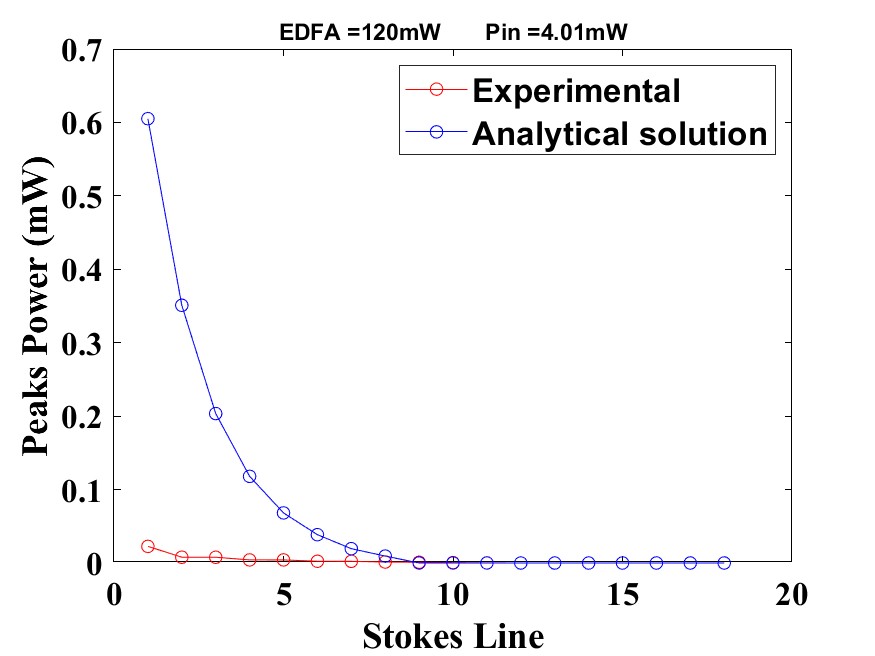 EDFA =120mW Pin =4.01mW
Experimental
Analytical solution
Peaks Power (mW)
0.7
0.6
0.5
0.4
0.3
0.2
0.1
0
0 5 10 15 20
Stokes Line